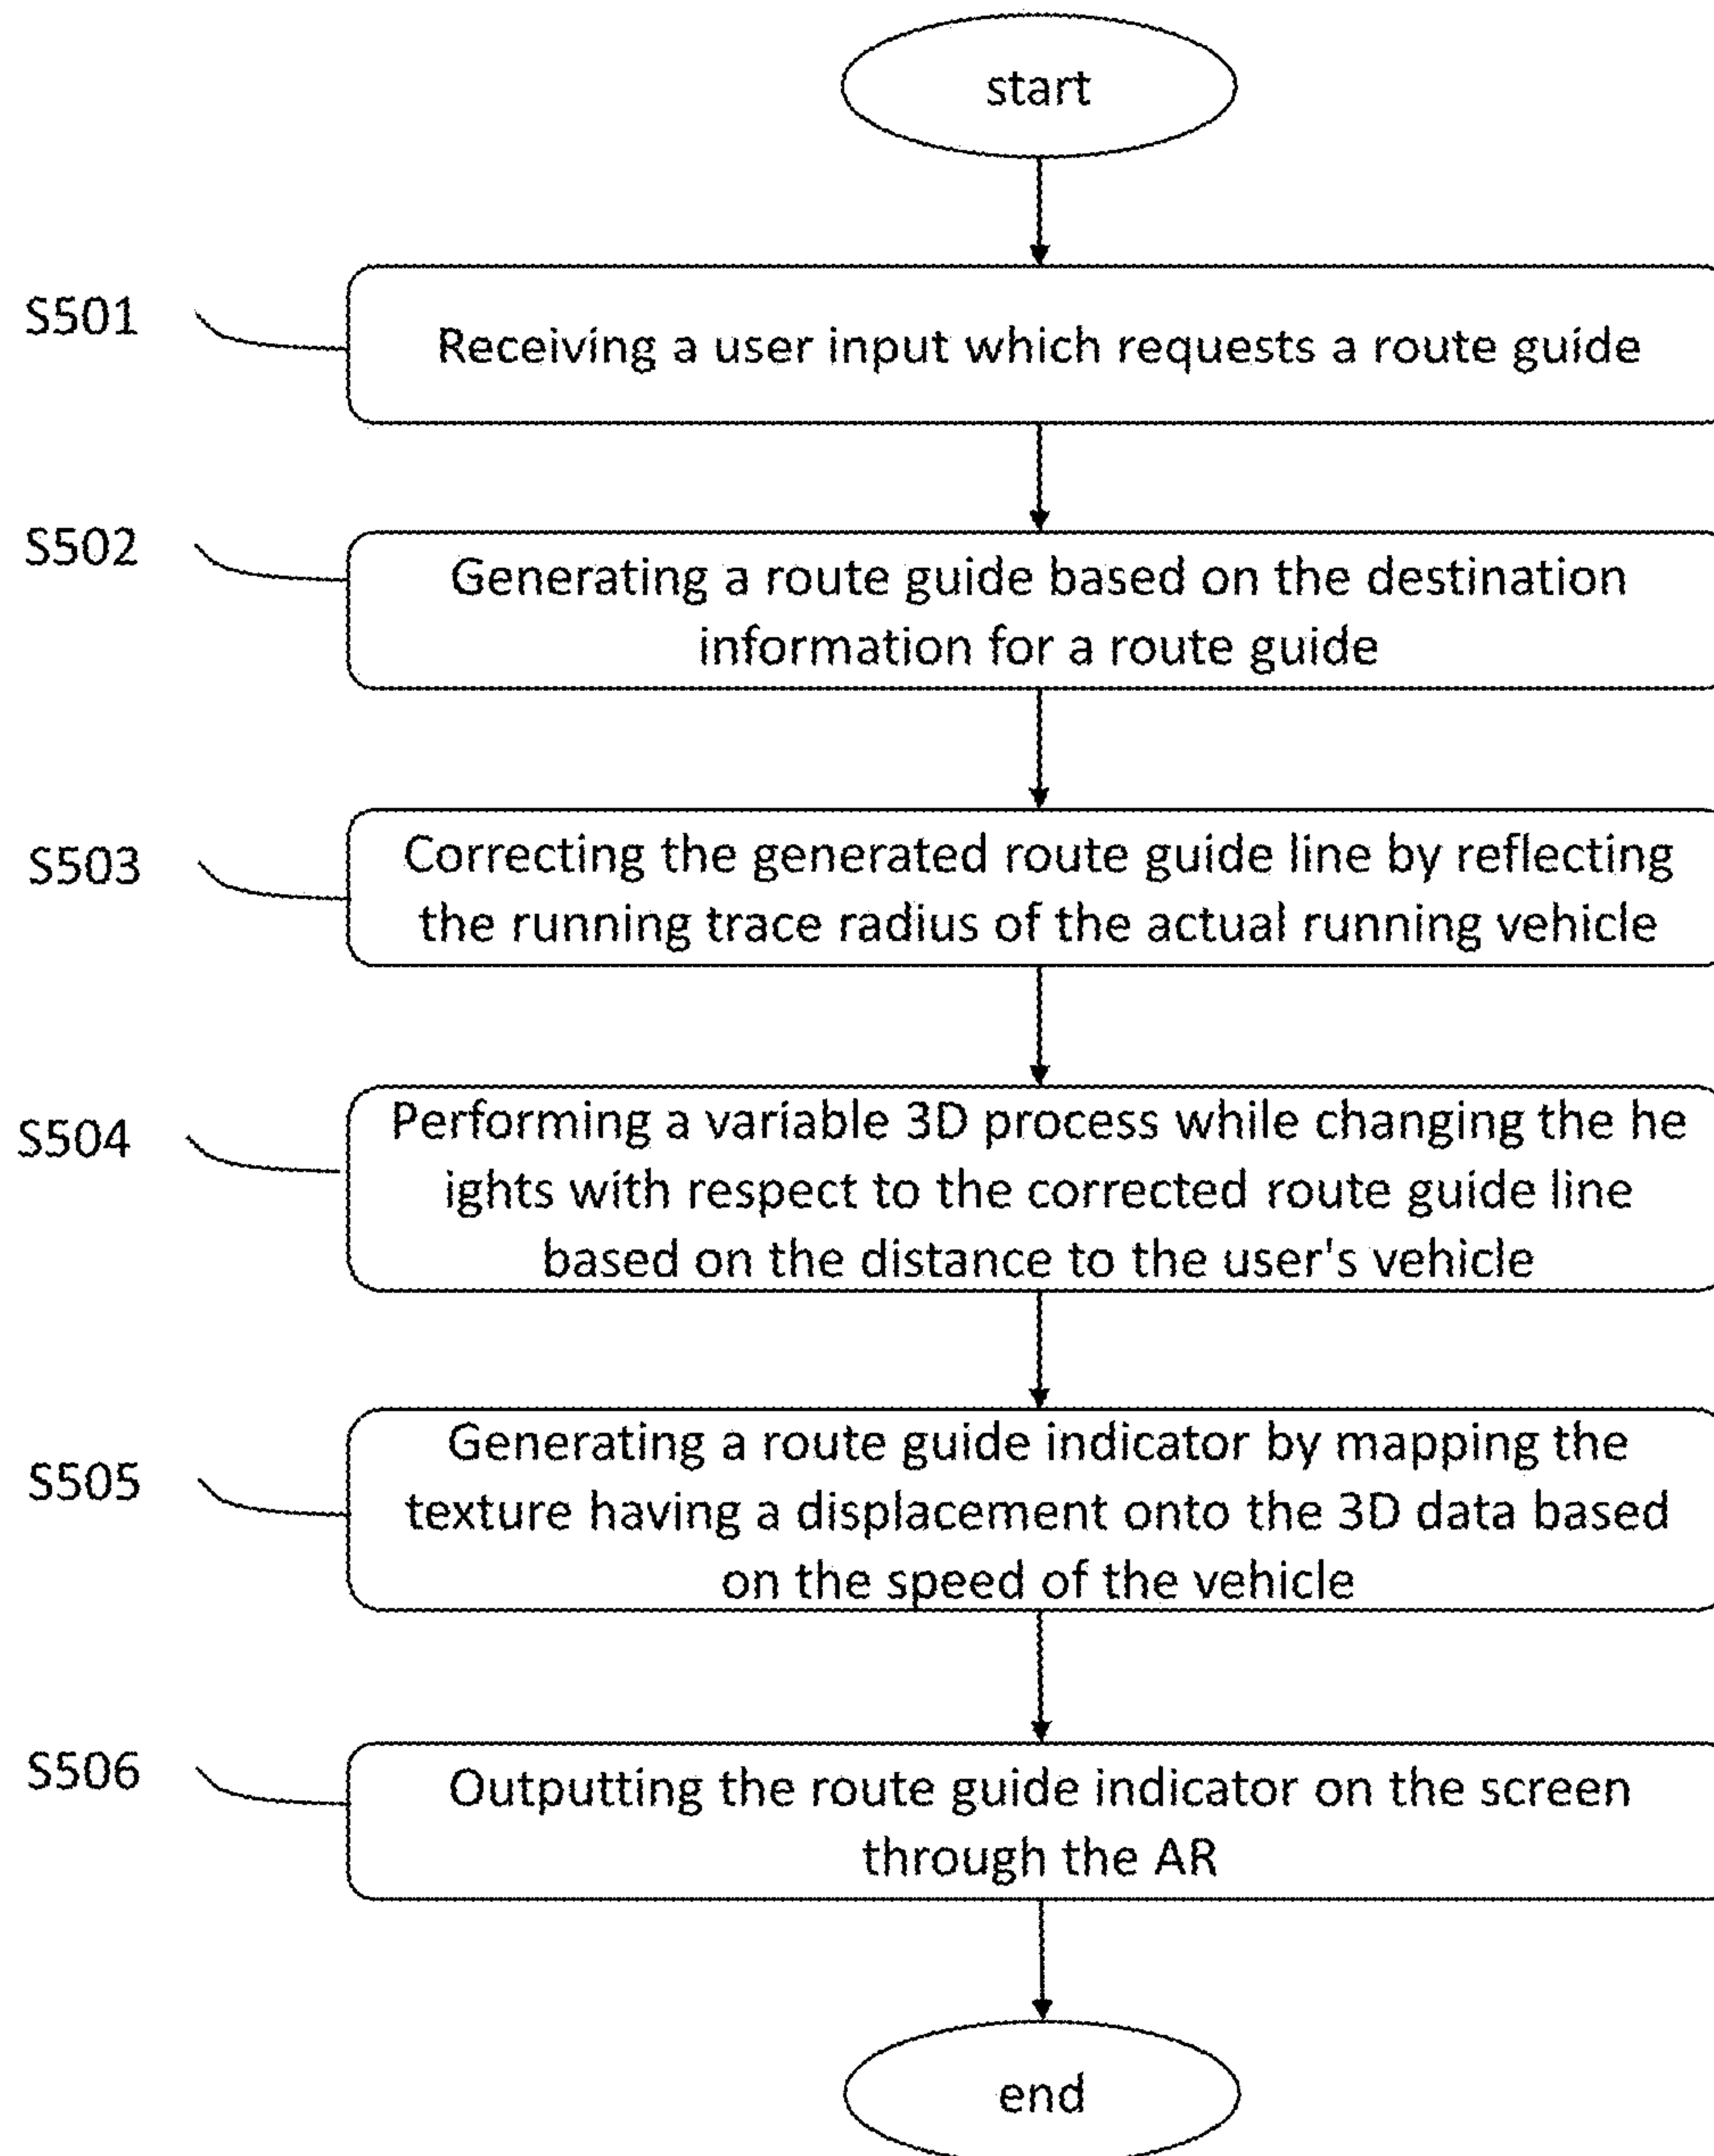 start
S501
Receiving a user input which requests a route guide
S502
Generating a route guide based on the destination
information for a route guide
S503
Correcting the generated route guide line by reflecting
the running trace radius of the actual running vehicle
S504
Performing a variable 3D process while changing the he
ights with respect to the corrected route guide line
based on the distance to the user's vehicle
S505
Generating a route guide indicator by mapping the
texture having a displacement onto the 3D data based
on the speed of the vehicle
S506
Outputting the route guide indicator on the screen
through the AR
end